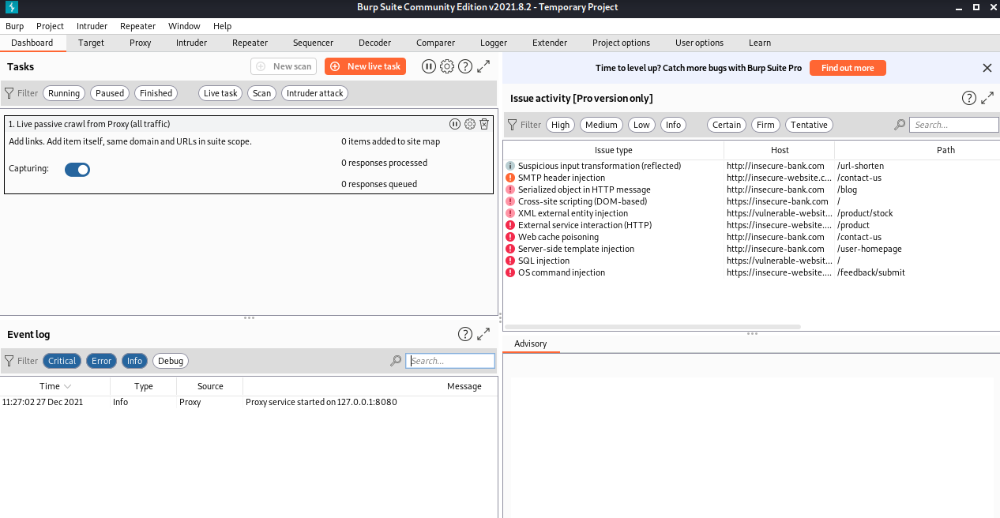 Burp Suite Community Edition v2021.8.2 - Temporary Project
Burp Project Intruder Repeater Window Help
Dashboard Target Proxy Intruder Repeater Sequencer Decoder Comparer Logger Extender Project options User options Learn
Tasks
New scan
New live task
Filter Running Paused Finished Live task Scan Intruder attack
1. Live passive crawl from Proxy (all traffic)
Add links. Add item itself, same domain and URLs in suite scope.
0 items added to site map
0 responses processed
Capturing:
0 responses queued
Event log
Filter Critical Error Info Debug
Search...
Time Type Source Message
11:27:02 27 Dec 2021 Info Proxy Proxy service started on 127.0.0.1:8080
Time to level up? Catch more bugs with Burp Suite Pro
Find out more
Issue activity [Pro version only]
Filter High Medium Low Info Certain Firm Tentative
Search...
Issue type Host Path
Suspicious input transformation (reflected) http://insecure-bank.com /url-shorten
SMTP header injection http://insecure-website.c... /contact-us
Serialized object in HTTP message http://insecure-bank.com /blog
Cross-site scripting (DOM-based) https://insecure-bank.com /
XML external entity injection https://vulnerable-websit... /product/stock
External service interaction (HTTP) https://insecure-website.... /product
Web cache poisoning http://insecure-bank.com /contact-us
Server-side template injection http://insecure-bank.com /user-homepage
SQL injection https://vulnerable-websit... /
OS command injection https://insecure-website.... /feedback/submit
Advisory